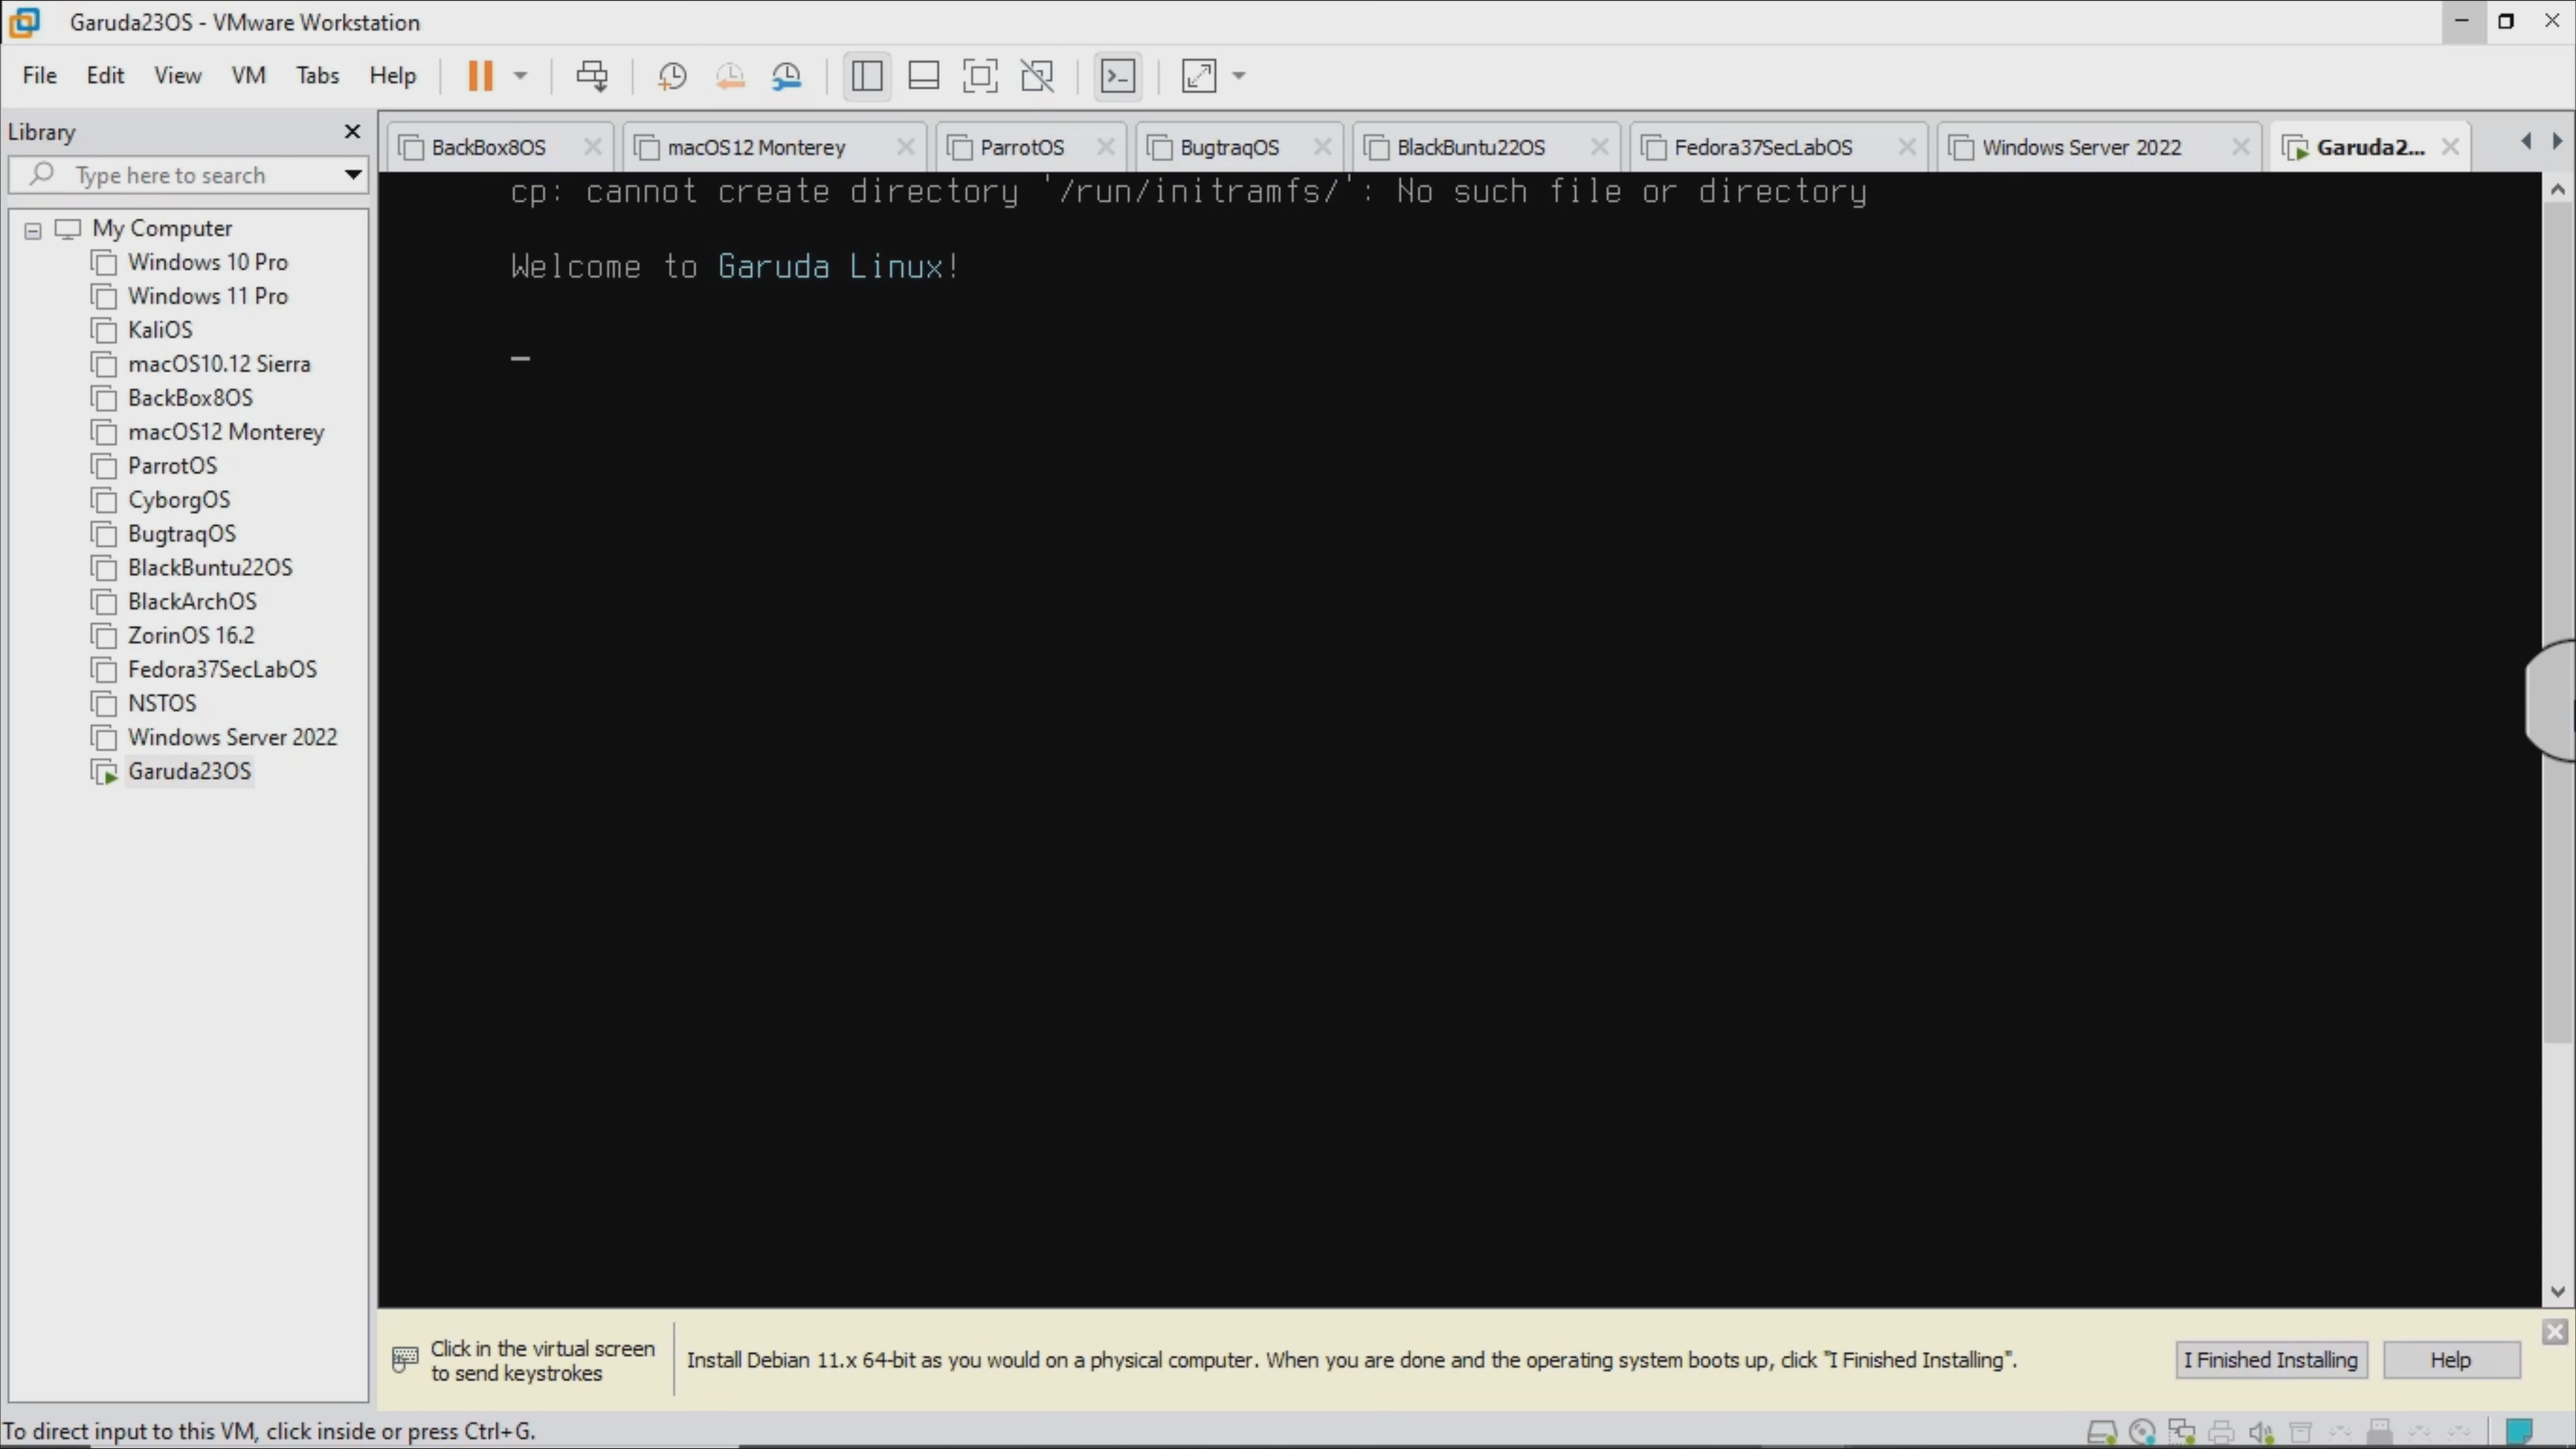 Garuda23OS - VMware Workstation
File Edit View VM Tabs Help
Library
Type here to search
My Computer
Windows 10 Pro
Windows 11 Pro
KaliOS
macOS10.12 Sierra
BackBox8OS
macOS12 Monterey
ParrotOS
CyborgOS
BugtraqOS
BlackBuntu22OS
BlackArchOS
ZorinOS 16.2
Fedora37SecLabOS
NSTOS
Windows Server 2022
Garuda23OS
BackBox8OS macOS12 Monterey ParrotOS BugtraqOS BlackBuntu22OS Fedora37SecLabOS Windows Server 2022 Garuda2...
cp: cannot create directory '/run/initramfs/': No such file or directory
Welcome to Garuda Linux!
Click in the virtual screen
to send keystrokes
Install Debian 11.x 64-bit as you would on a physical computer. When you are done and the operating system boots up, click "I Finished Installing".
I Finished Installing
Help
To direct input to this VM, click inside or press Ctrl+G.